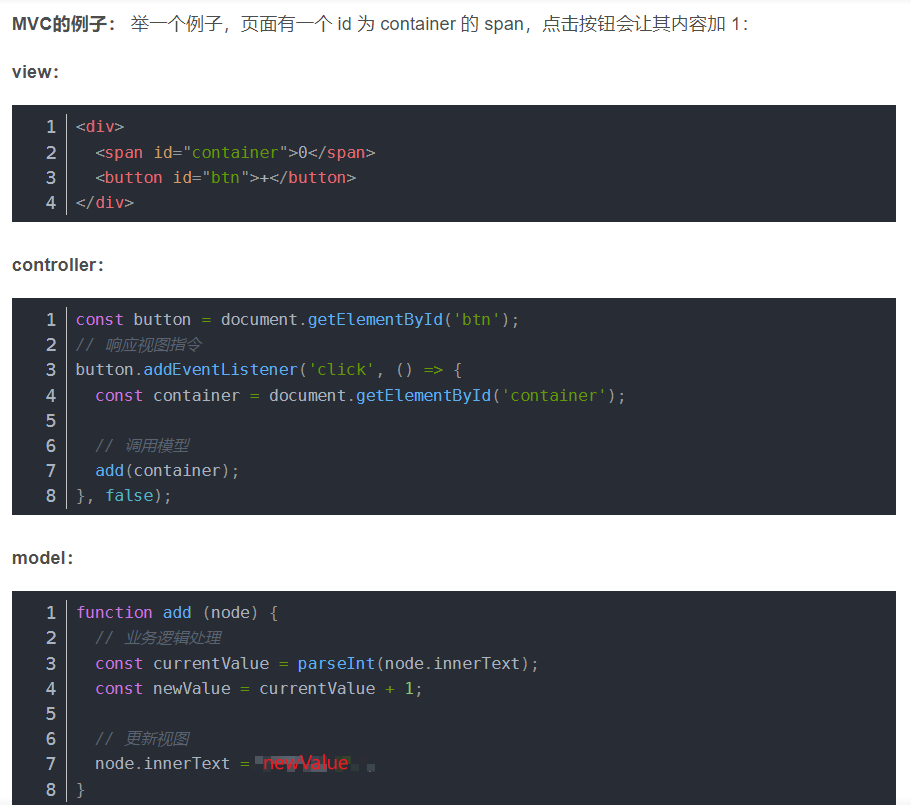 MVC的例子： 举一个例子，页面有一个 id 为 container 的 span，点击按钮会让其内容加 1：
view：
1 <div>
2   <span id="container">0</span>
3   <button id="btn">+</button>
4 </div>
controller：
1 const button = document.getElementById('btn');
2 // 响应视图指令
3 button.addEventListener('click', () => {
4   const container = document.getElementById('container');
5
6   // 调用模型
7   add(container);
8 }, false);
model：
1 function add (node) {
2   // 业务逻辑处理
3   const currentValue = parseInt(node.innerText);
4   const newValue = currentValue + 1;
5
6   // 更新视图
7   node.innerText = newValue
8 }